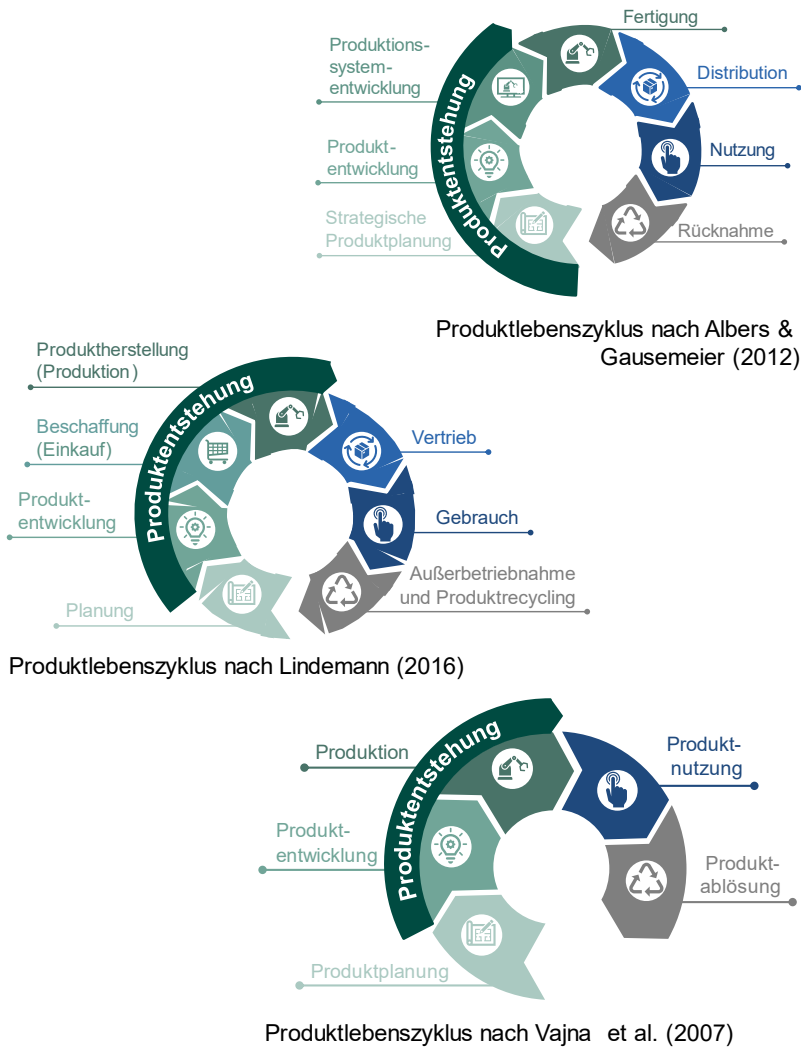 Fertigung
Produktions-
system-
entwicklung
Distribution
Produkt-
entwicklung
Nutzung
Strategische
Produktplanung
Rücknahme
Produktentstehung
Produktlebenszyklus nach Albers &
Gausemeier (2012)
Produktherstellung
(Produktion)
Beschaffung
(Einkauf)
Vertrieb
Produkt-
entwicklung
Gebrauch
Außerbetriebnahme
und Produktrecycling
Planung
Produktentstehung
Produktlebenszyklus nach Lindemann (2016)
Produktion
Produkt-
nutzung
Produkt-
entwicklung
Produkt-
ablösung
Produktplanung
Produktentstehung
Produktlebenszyklus nach Vajna et al. (2007)